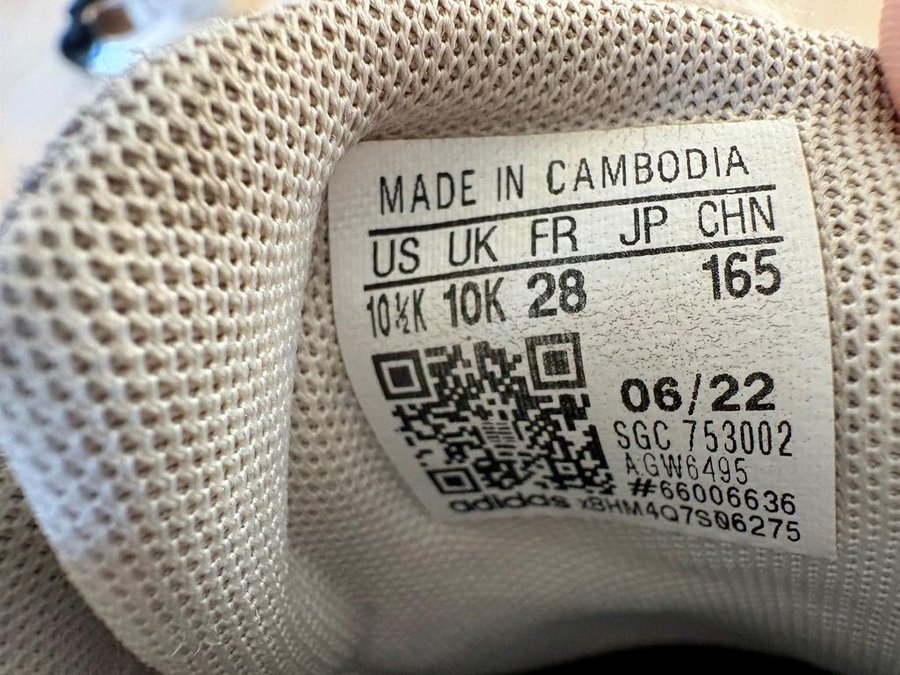 MADE IN CAMBODIA
US UK FR JP CHN
10½K 10K 28 165
06/22
SGC 753002
AGW6495
#66006636
adidas zBHM4Q7S06275